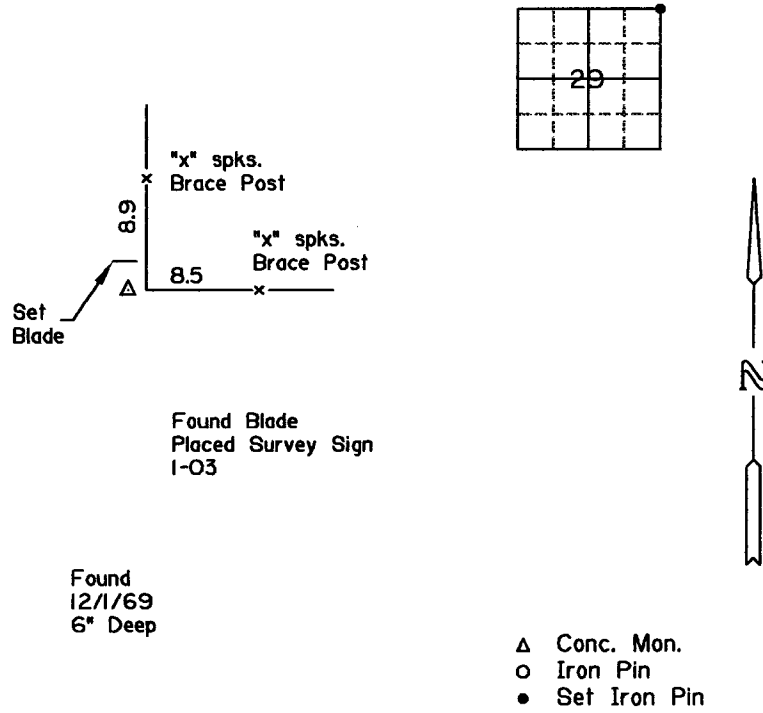 29
"x" spks.
Brace Post
8.9
"x" spks.
Brace Post
8.5
Set
Blade
N
Found Blade
Placed Survey Sign
1-03
Found
12/1/69
6" Deep
Conc. Mon.
Iron Pin
Set Iron Pin